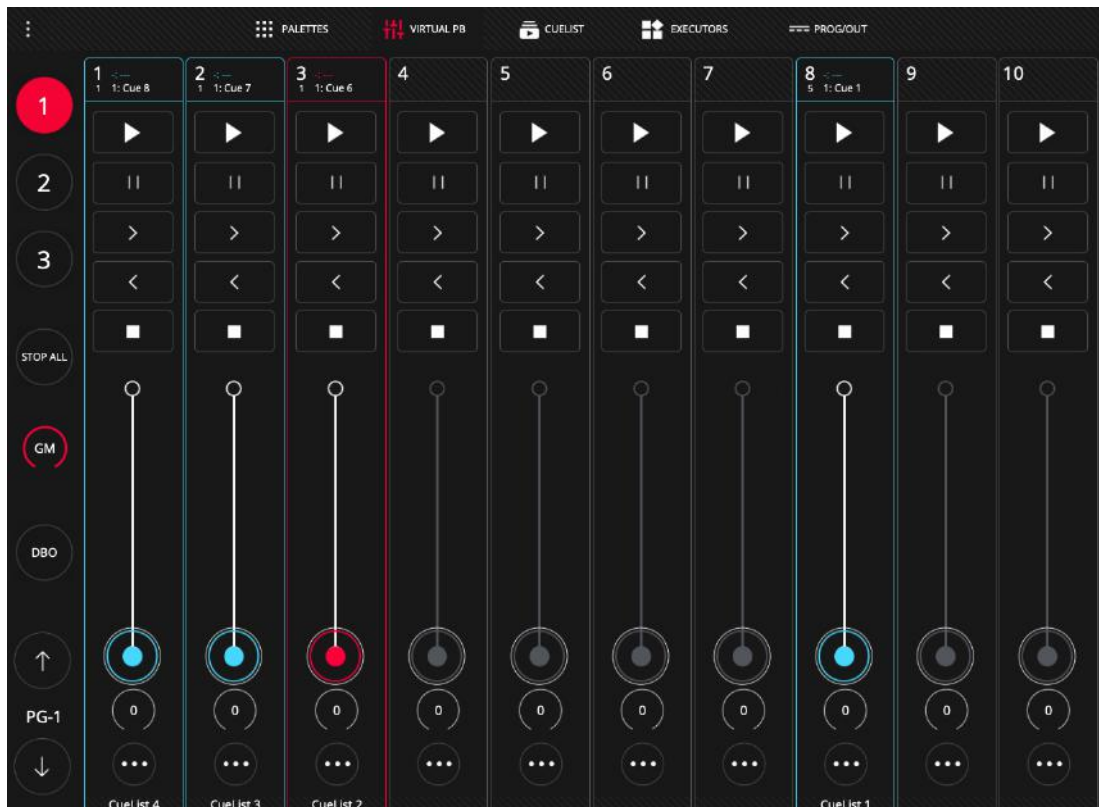 PALETTES VIRTUAL PB CUELIST EXECUTORS PROG/OUT
1 -:-- 2 -:-- 3 -:-- 4 5 6 7 8 -:-- 9 10
1 1: Cue 8 1 1: Cue 7 1 1: Cue 6 5 1: Cue 1
1
2
3
STOP ALL
GM
DBO
PG-1 0 0 0 0 0 0 0 0 0 0
CueList 4 CueList 3 CueList 2 CueList 1